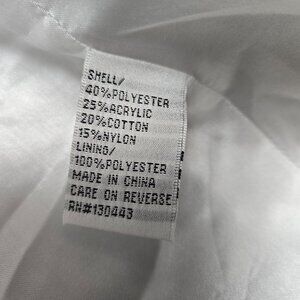 SHELL/
40%POLYESTER
25%ACRYLIC
20%COTTON
15%NYLON
LINING/
100%POLYESTER
MADE IN CHINA
CARE ON REVERSE
RN#130443